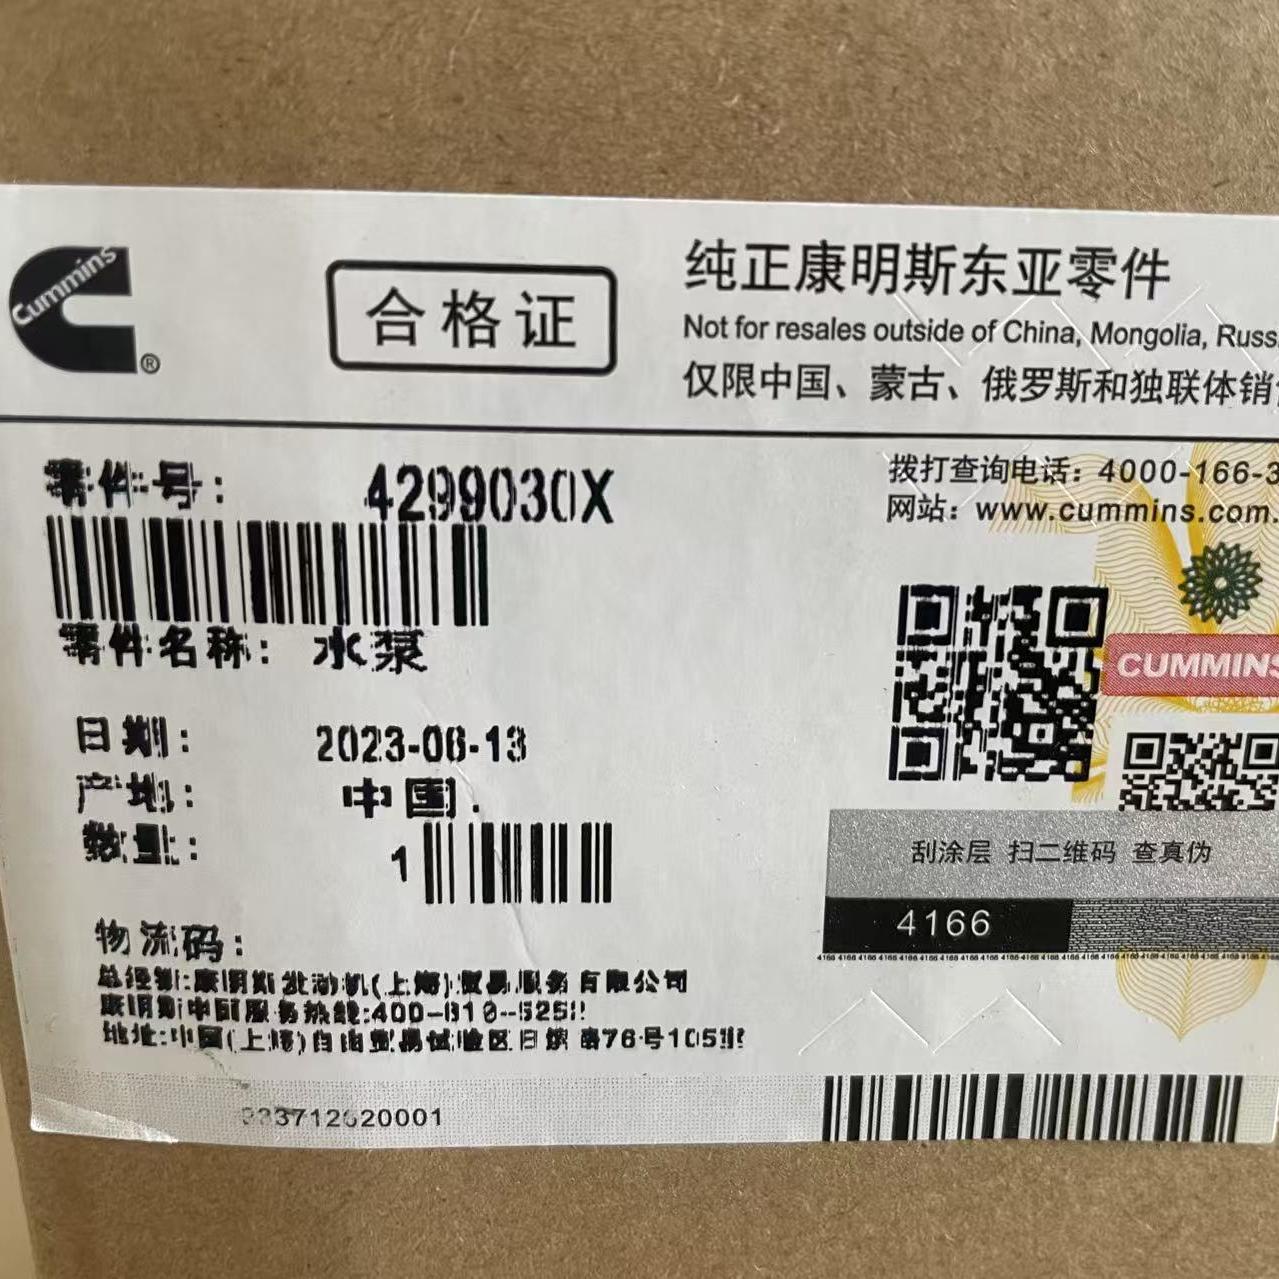 Cummins
®
合格证
纯正康明斯东亚零件
Not for resales outside of China, Mongolia, Russ
仅限中国、蒙古、俄罗斯和独联体销售
拨打查询电话：4000-166-3
网站：www.cummins.com.
零件号： 4299030X
零件名称： 水泵
CUMMINS
日期： 2023-06-13
产地： 中国.
数量： 1
刮涂层 扫二维码 查真伪
4166
物流码：
总经销:康明斯发动机(上海)贸易服务有限公司
康明斯中国服务热线:400-810-5252
地址:中国(上海)自由贸易试验区日樱 路76号105
333712620001